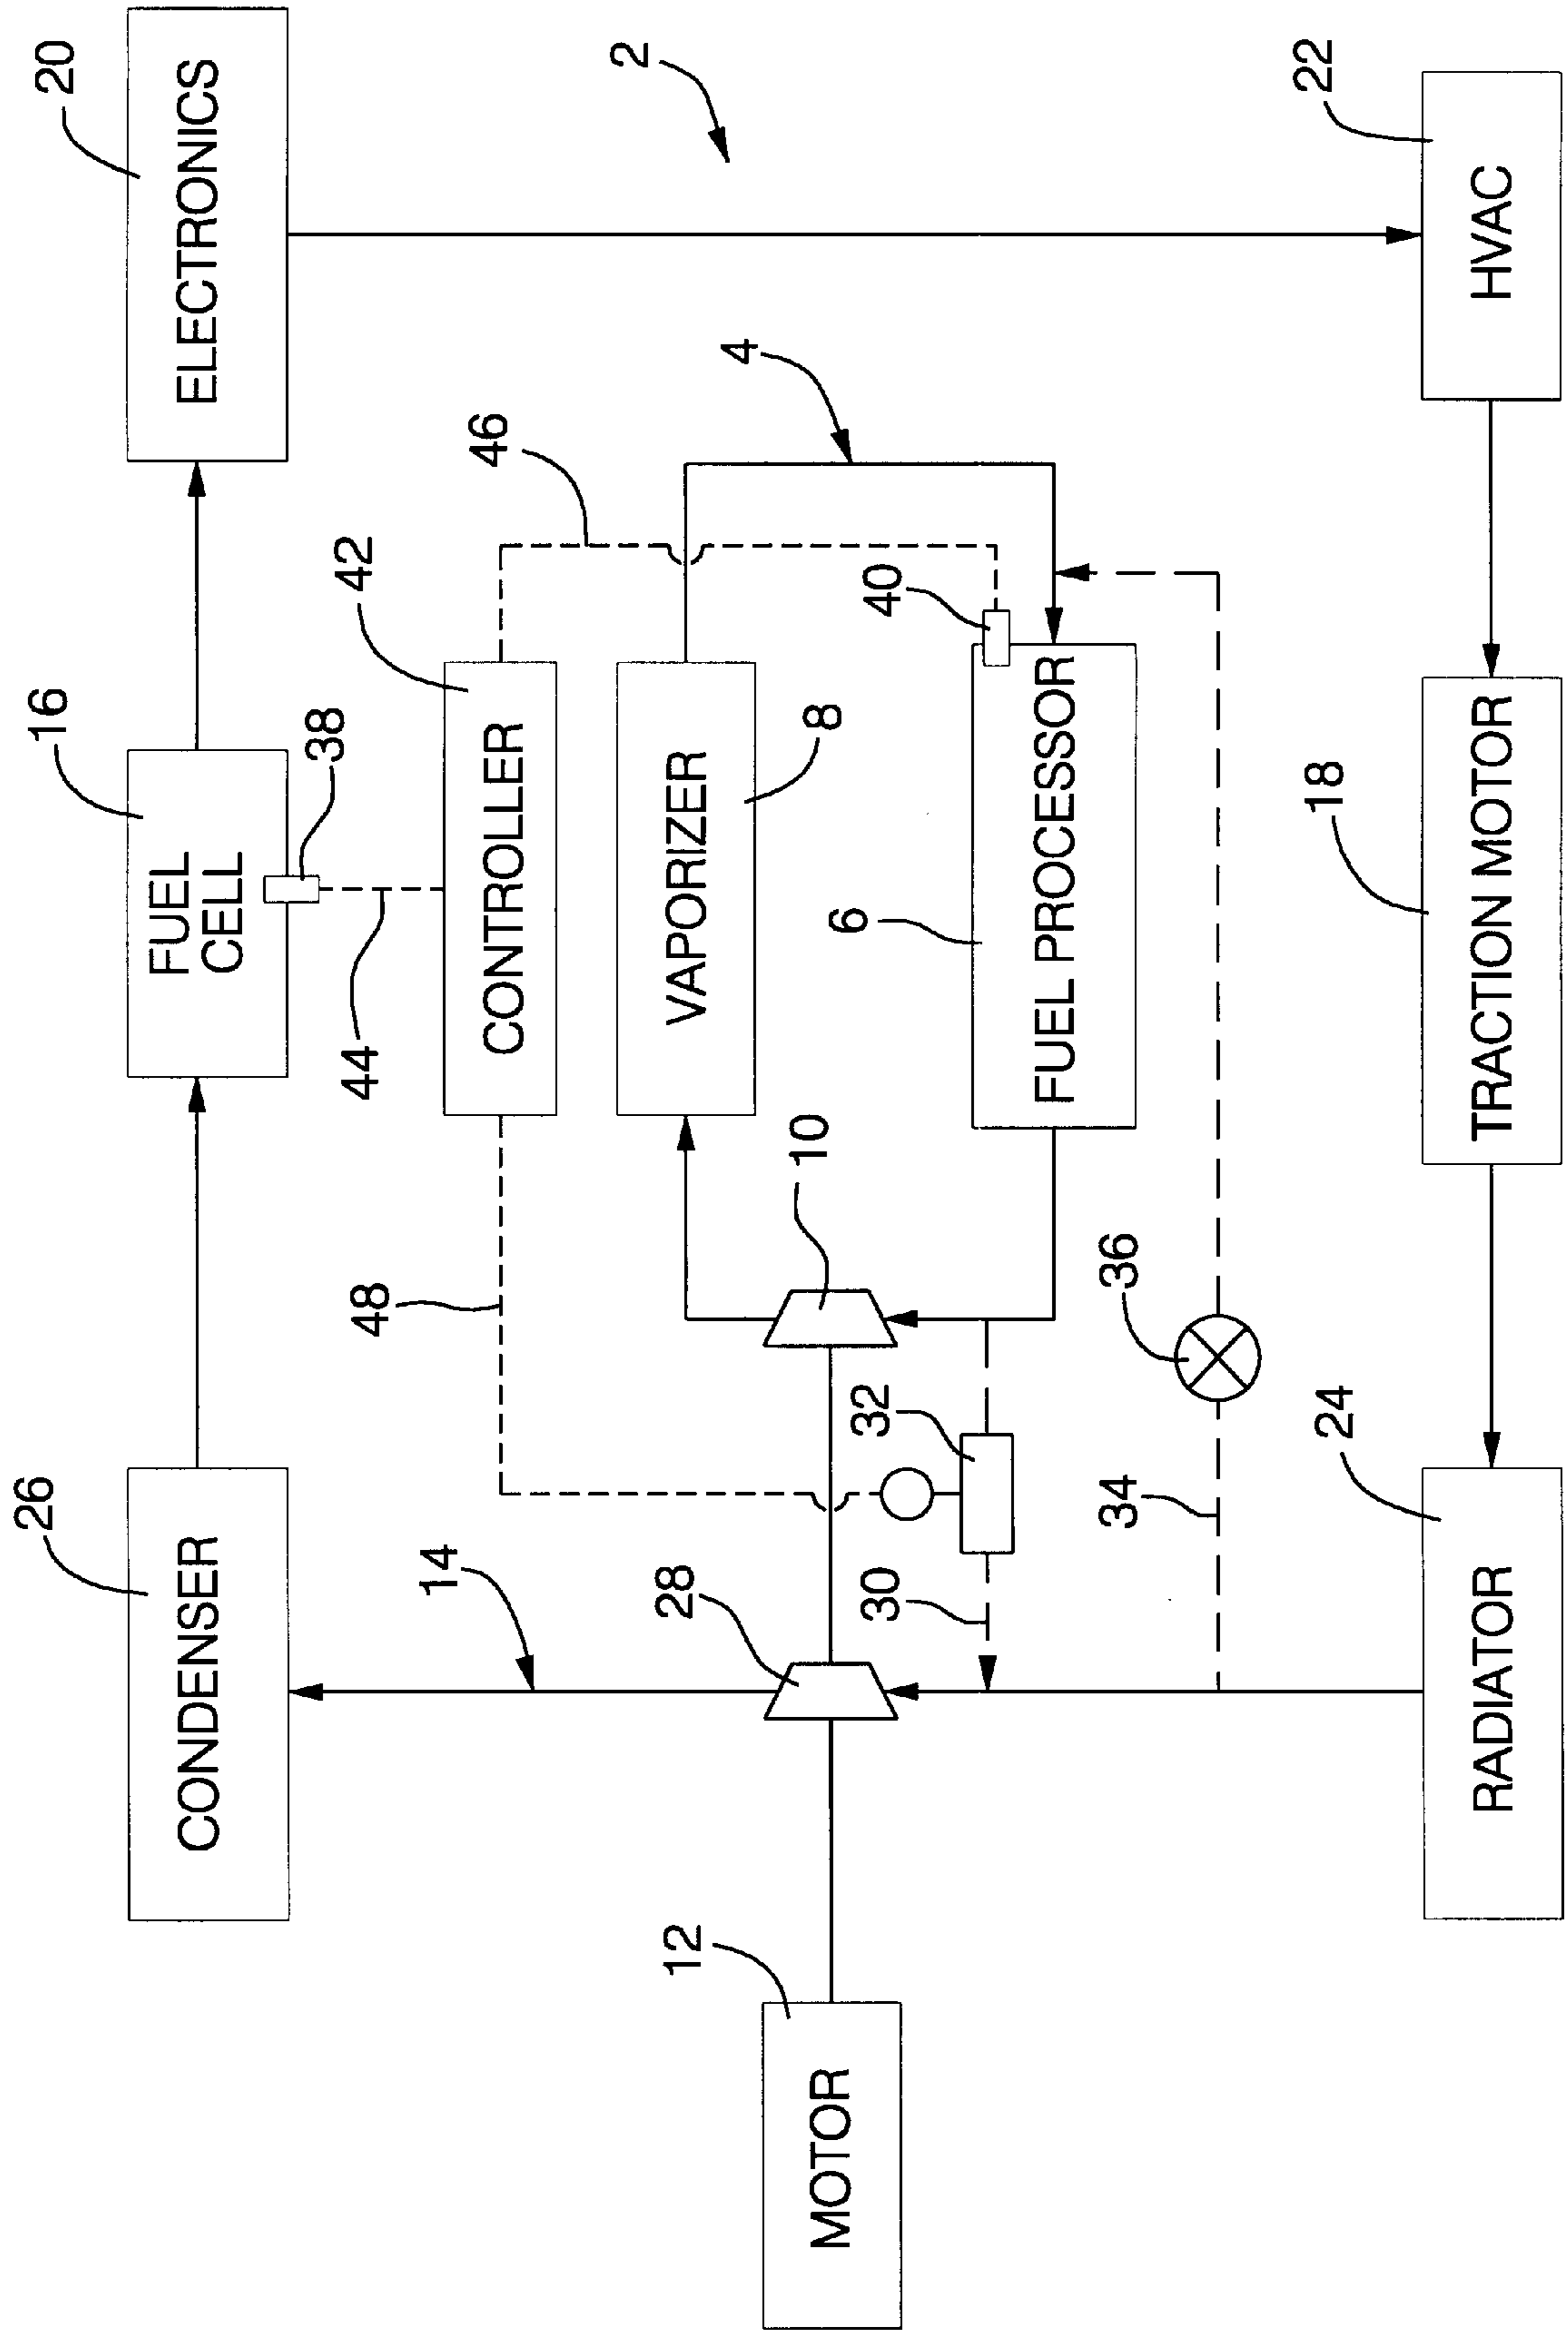 26
CONDENSER
16
FUEL
CELL
38
20
ELECTRONICS
44
42
CONTROLLER
46
48
14
2
8
VAPORIZER
4
12
MOTOR
28
10
30
32
6
FUEL PROCESSOR
40
34
36
24
RADIATOR
18
TRACTION MOTOR
22
HVAC